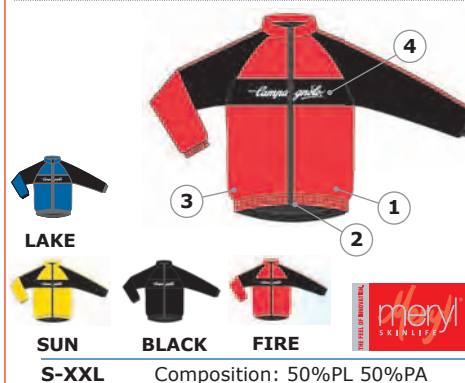 4
Campagnolo
3
1
2
LAKE
SUN
BLACK
FIRE
THE FEEL OF INNOVATION.
meryl
SKINLIFE
S-XXL Composition: 50%PL 50%PA